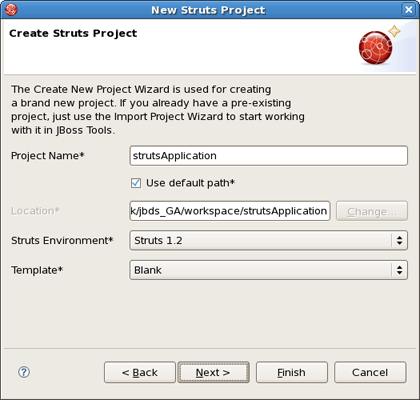 New Struts Project
Create Struts Project
The Create New Project Wizard is used for creating
a brand new project. If you already have a pre-existing
project, just use the Import Project Wizard to start working
with it in JBoss Tools.
Project Name* strutsApplication
Use default path*
Location* k/jbds_GA/workspace/strutsApplication Change...
Struts Environment* Struts 1.2
Template* Blank
? < Back Next > Finish Cancel